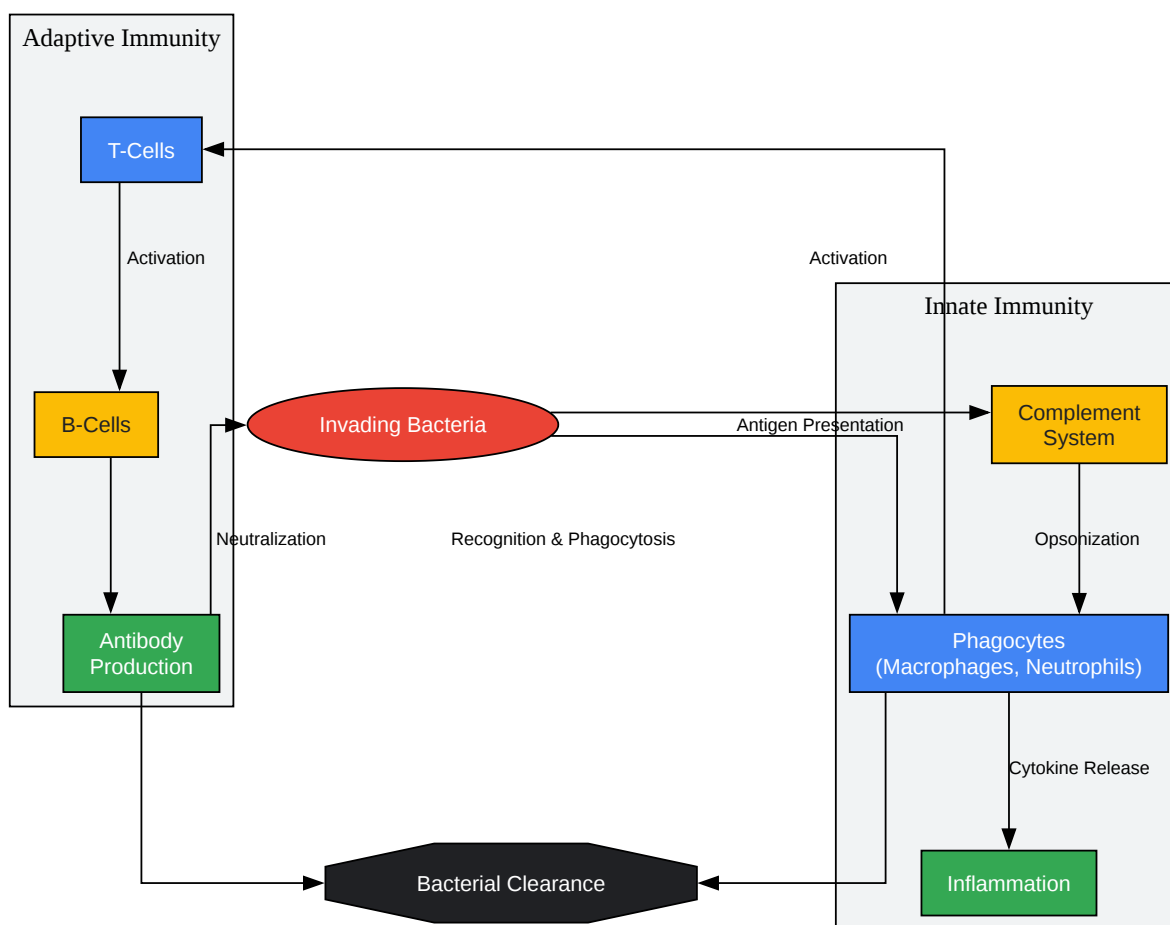 Adaptive Immunity
T-Cells
Activation
Activation
Innate Immunity
B-Cells
Invading Bacteria
Antigen Presentation
Complement
System
Neutralization
Recognition & Phagocytosis
Opsonization
Antibody
Production
Phagocytes
(Macrophages, Neutrophils)
Cytokine Release
Bacterial Clearance
Inflammation